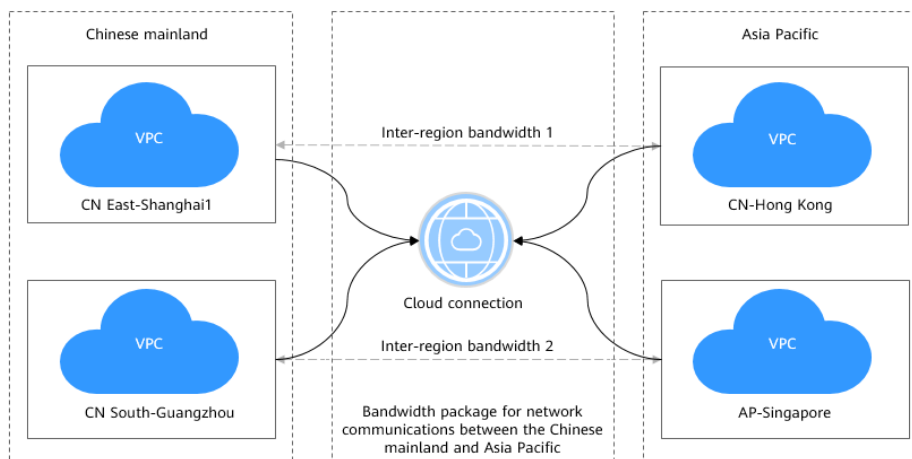 Chinese mainland
Asia Pacific
VPC
CN East-Shanghai1
Inter-region bandwidth 1
VPC
CN-Hong Kong
Cloud connection
VPC
CN South-Guangzhou
Inter-region bandwidth 2
VPC
AP-Singapore
Bandwidth package for network
communications between the Chinese
mainland and Asia Pacific